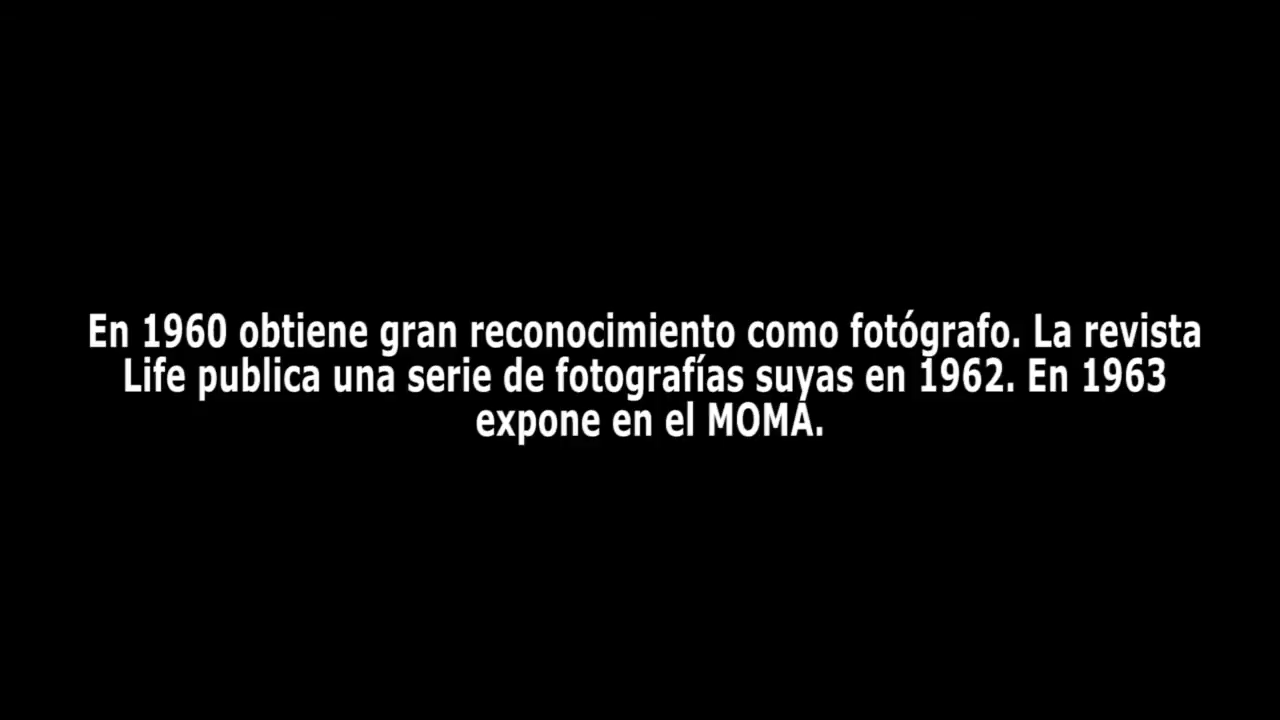 En 1960 obtiene gran reconocimiento como fotógrafo. La revista
Life publica una serie de fotografías suyas en 1962. En 1963
expone en el MOMA.